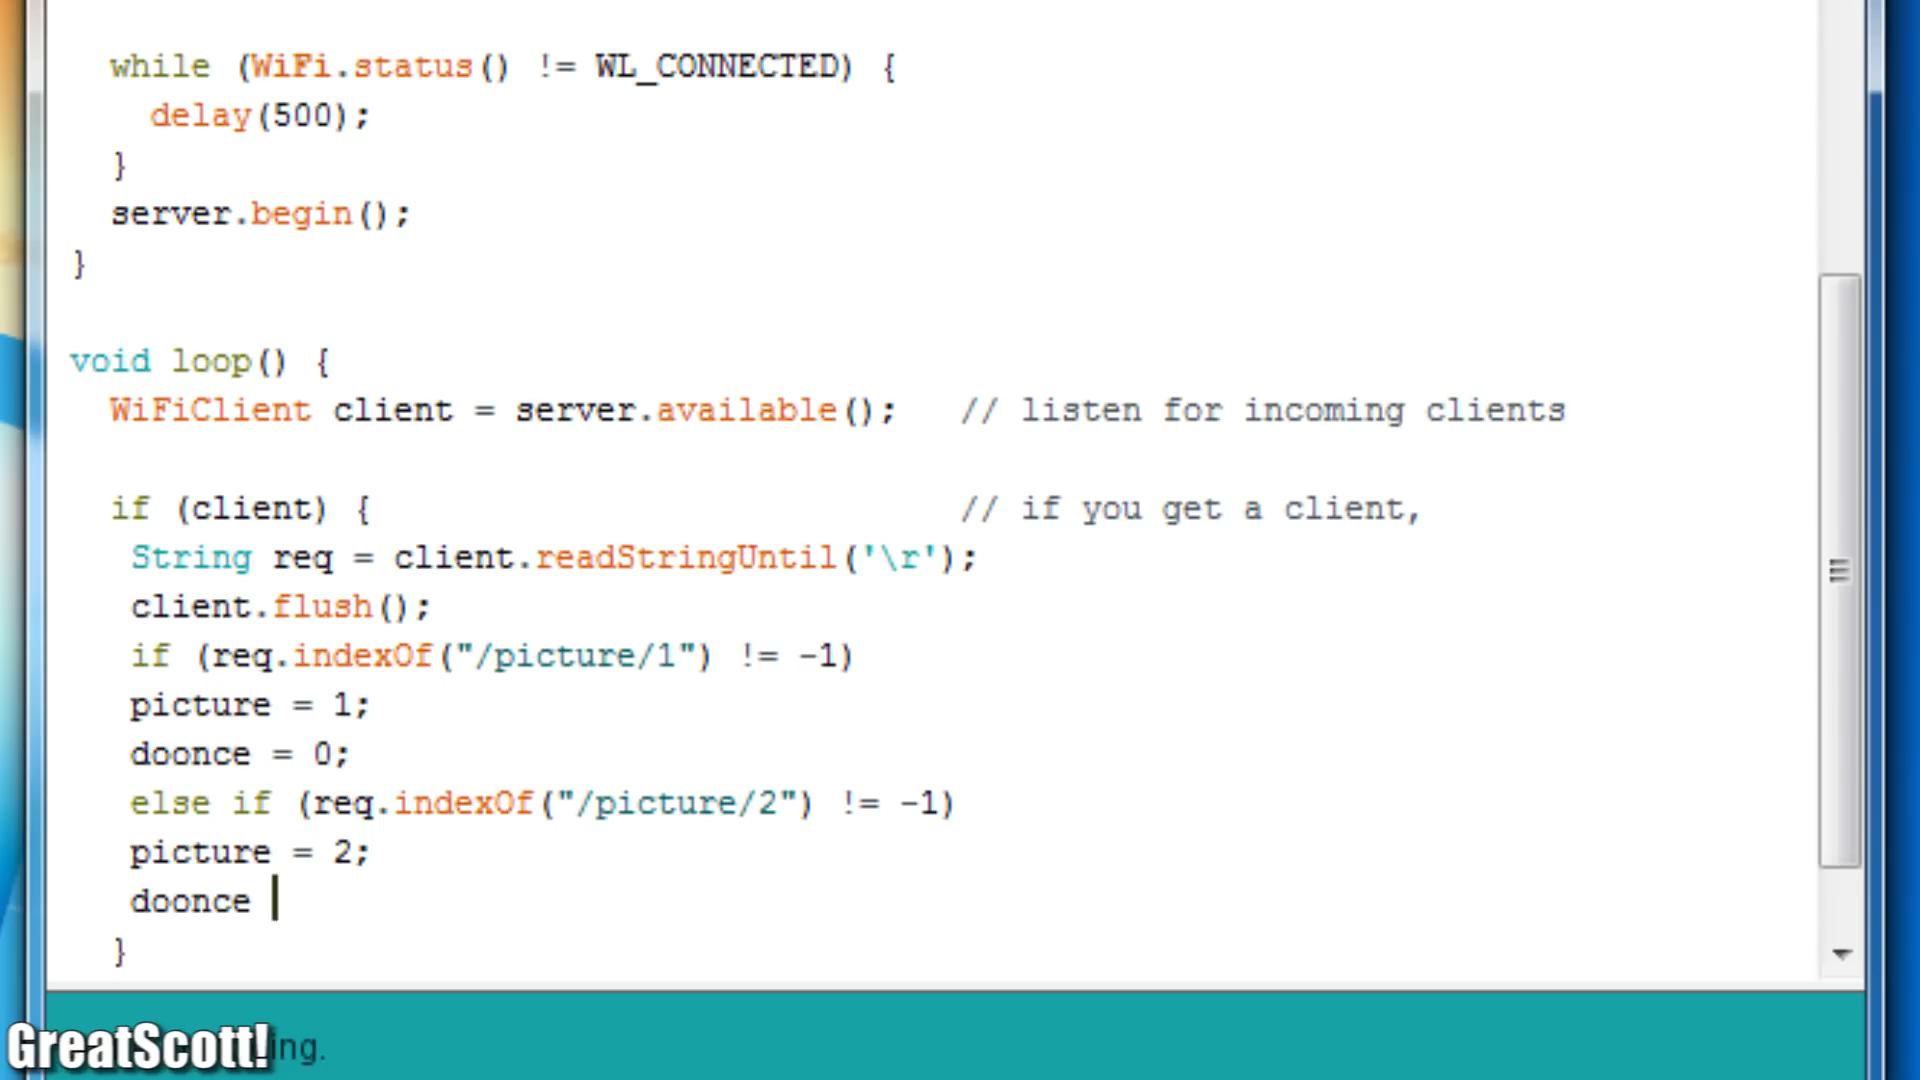 while (WiFi.status() != WL_CONNECTED) {
delay(500);
}
server.begin();
}
void loop() {
WiFiClient client = server.available();   // listen for incoming clients
if (client) {   // if you get a client,
String req = client.readStringUntil('\r');
client.flush();
if (req.indexOf("/picture/1") != -1)
picture = 1;
doonce = 0;
else if (req.indexOf("/picture/2") != -1)
picture = 2;
doonce
}
GreatScott!